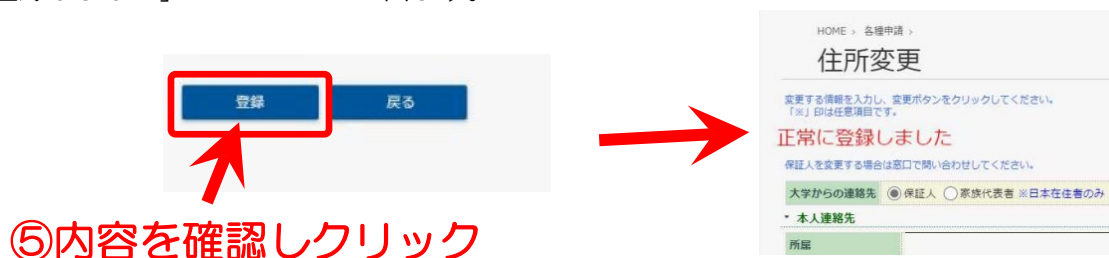 登録
戻る
⑤内容を確認しクリック
HOME › 各種申請 ›
住所変更
変更する情報を入力し、変更ボタンをクリックしてください。
「※」印は任意項目です。
正常に登録しました
保証人を変更する場合は窓口で問い合わせしてください。
大学からの連絡先 保証人 家族代表者 ※日本在住者のみ
本人連絡先
所属